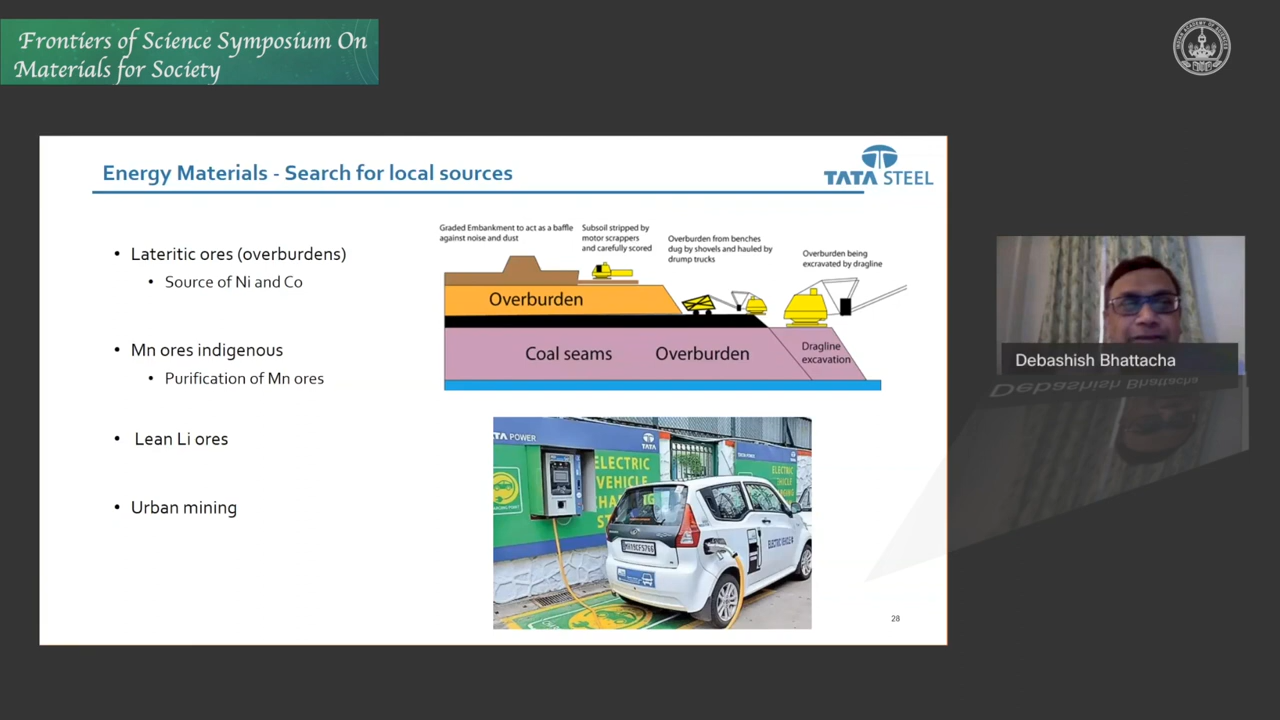 Frontiers of Science Symposium On
Materials for Society
Energy Materials - Search for local sources
TATA STEEL
• Lateritic ores (overburdens)
• Source of Ni and Co
• Mn ores indigenous
• Purification of Mn ores
• Lean Li ores
• Urban mining
Graded Embankment to act as a baffle
against noise and dust
Subsoil stripped by
motor scrappers
and carefully scored
Overburden from benches
dug by shovels and hauled by
drump trucks
Overburden being
excavated by dragline
Overburden
Coal seams
Overburden
Dragline
excavation
TATA POWER
TATA
ELECTRIC
VEHICLE
ELECTRIC
ELECTRIC VEHICLE
28
Debashish Bhattacha